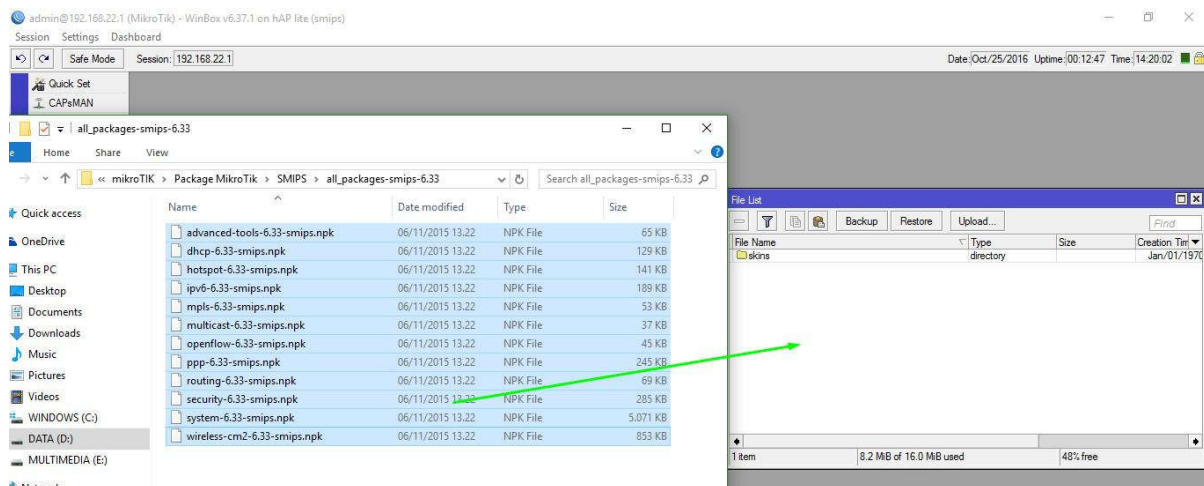 admin@192.168.22.1 (MikroTik) - WinBox v6.37.1 on hAP lite (smips)
Session Settings Dashboard
Safe Mode Session: 192.168.22.1 Date: Oct/25/2016 Uptime: 00:12:47 Time: 14:20:02
Quick Set
CAPsMAN
all_packages-smips-6.33
Home Share View
« mikroTIK > Package MikroTik > SMIPS > all_packages-smips-6.33 Search all_packages-smips-6.33
Name Date modified Type Size
Quick access
OneDrive
This PC
Desktop
Documents
Downloads
Music
Pictures
Videos
WINDOWS (C:)
DATA (D:)
MULTIMEDIA (E:)
advanced-tools-6.33-smips.npk 06/11/2015 13.22 NPK File 65 KB
dhcp-6.33-smips.npk 06/11/2015 13.22 NPK File 129 KB
hotspot-6.33-smips.npk 06/11/2015 13.22 NPK File 141 KB
ipv6-6.33-smips.npk 06/11/2015 13.22 NPK File 189 KB
mpls-6.33-smips.npk 06/11/2015 13.22 NPK File 53 KB
multicast-6.33-smips.npk 06/11/2015 13.22 NPK File 37 KB
openflow-6.33-smips.npk 06/11/2015 13.22 NPK File 45 KB
ppp-6.33-smips.npk 06/11/2015 13.22 NPK File 245 KB
routing-6.33-smips.npk 06/11/2015 13.22 NPK File 69 KB
security-6.33-smips.npk 06/11/2015 13.22 NPK File 285 KB
system-6.33-smips.npk 06/11/2015 13.22 NPK File 5.071 KB
wireless-cm2-6.33-smips.npk 06/11/2015 13.22 NPK File 853 KB
File List
Backup Restore Upload... Find
File Name Type Size Creation Tim
skins directory Jan/01/1970
1 item 8.2 MiB of 16.0 MiB used 48% free